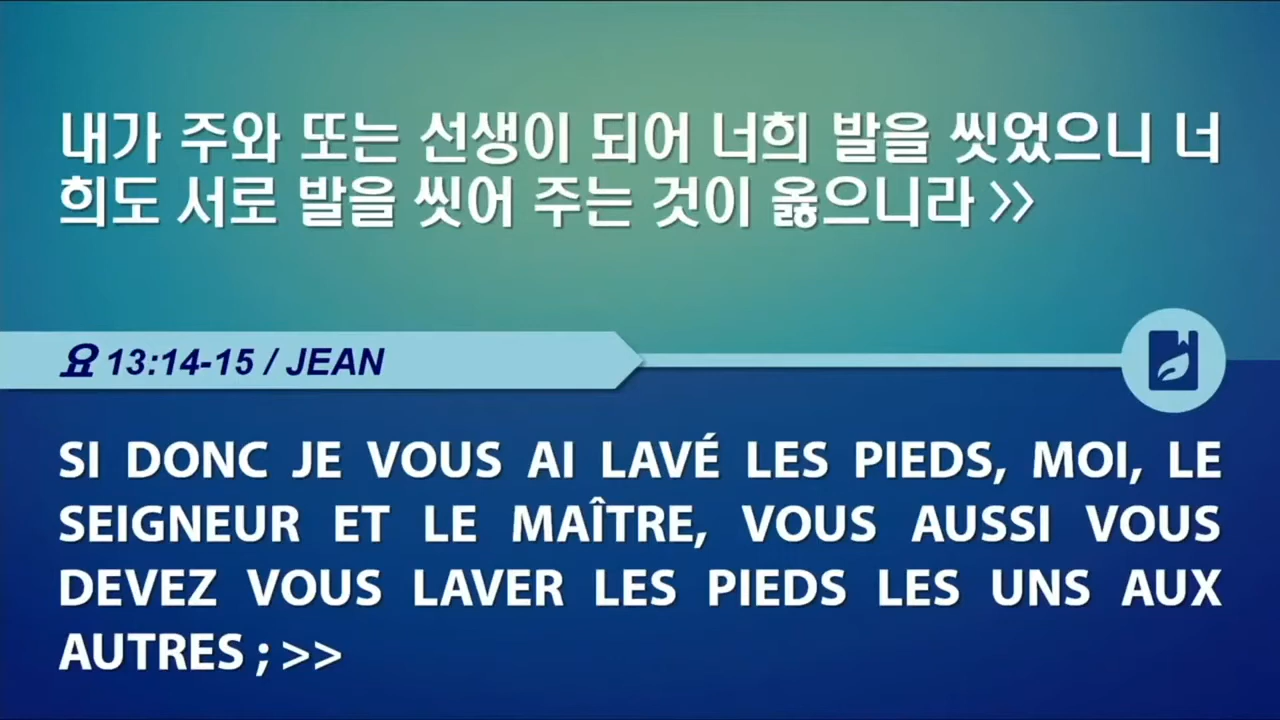 내가 주와 또는 선생이 되어 너희 발을 씻었으니 너
희도 서로 발을 씻어 주는 것이 옳으니라 >>
요 13:14-15 / JEAN
SI DONC JE VOUS AI LAVÉ LES PIEDS, MOI, LE
SEIGNEUR ET LE MAÎTRE, VOUS AUSSI VOUS
DEVEZ VOUS LAVER LES PIEDS LES UNS AUX
AUTRES ; >>